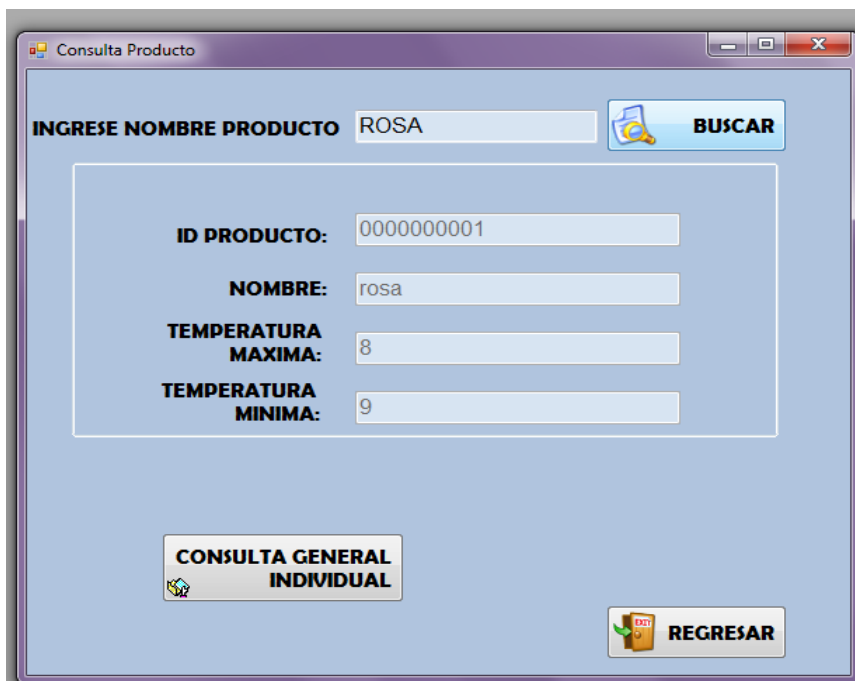 Consulta Producto
INGRESE NOMBRE PRODUCTO ROSA BUSCAR
ID PRODUCTO: 0000000001
NOMBRE: rosa
TEMPERATURA
MAXIMA: 8
TEMPERATURA
MINIMA: 9
CONSULTA GENERAL
INDIVIDUAL
EXIT REGRESAR